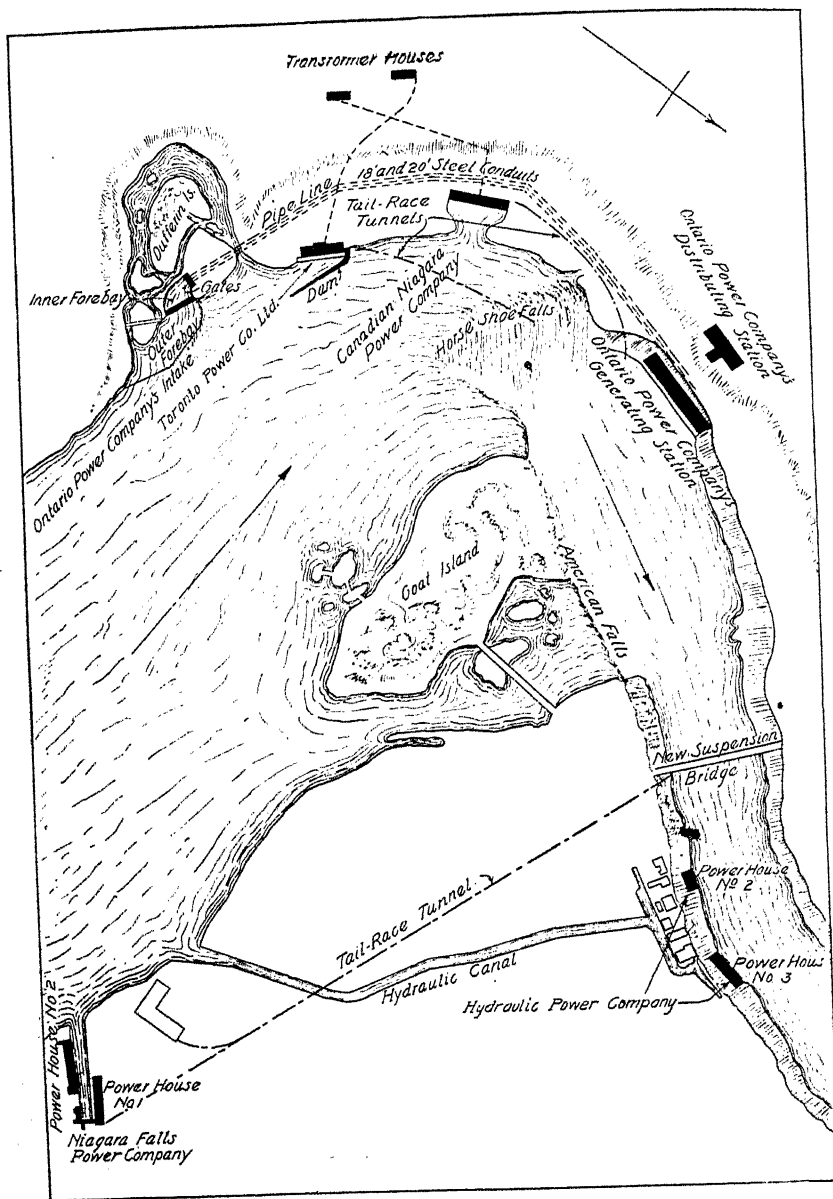 Transformer Houses
18' and 20' Steel Conduits
Pipe Line
Tail-Race
Tunnels
Dufferin Is.
Inner Forebay
Gates
Outer
Forebay
Dam
Ontario Power Company's Intake
Toronto Power Co. Ltd.
Canadian Niagara
Power Company
Horse Shoe Falls
Ontario Power Company's
Distributing Station
Ontario Power Company's
Generating Station
Goat Island
American Falls
New Suspension
Bridge
Tail-Race Tunnel
Power House
No 2
Hydraulic Canal
Power Hous
No 3
Hydraulic Power Company
Power House No 2
Power House
No 1
Niagara Falls
Power Company